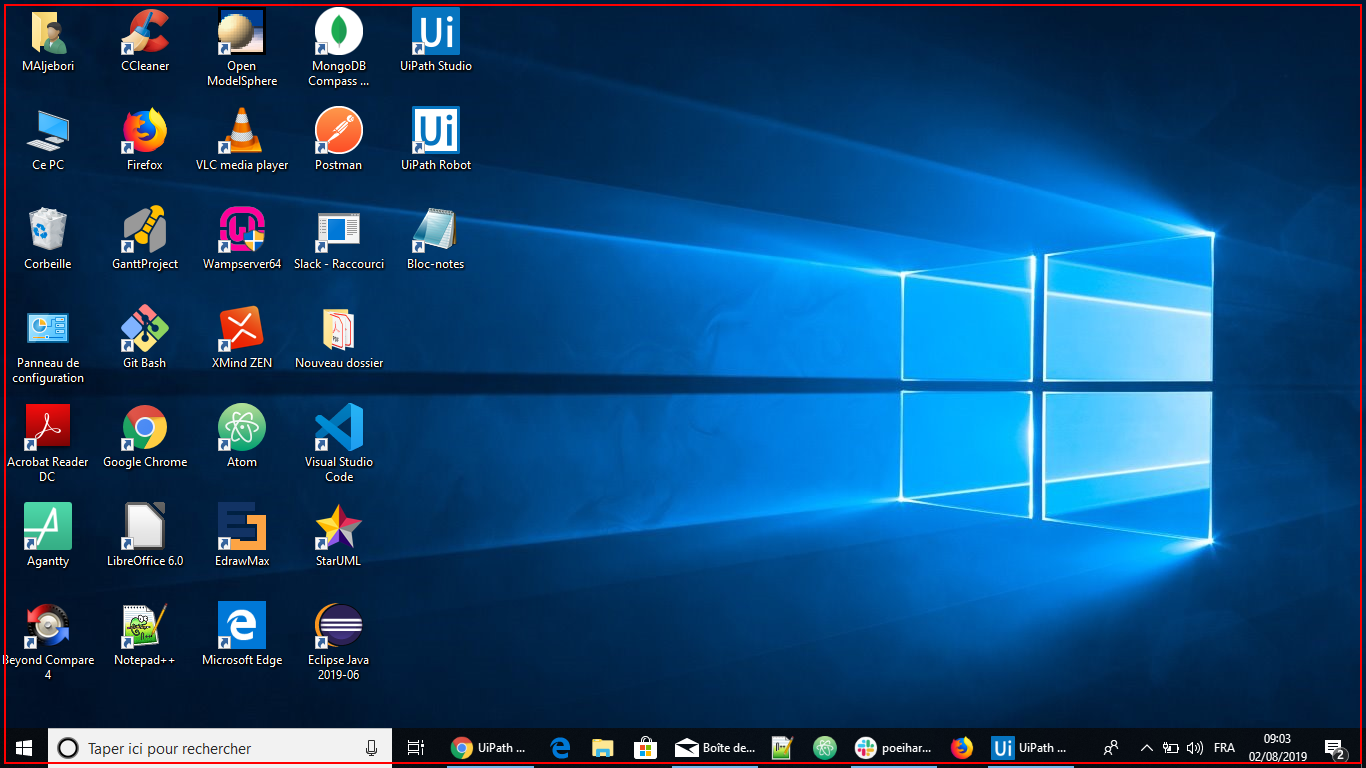 MAljebori
CCleaner
Open
ModelSphere
MongoDB
Compass ...
Ui
UiPath Studio
Ce PC
Firefox
VLC media player
Postman
Ui
UiPath Robot
Corbeille
GanttProject
Wampserver64
Slack - Raccourci
Bloc-notes
Panneau de
configuration
Git Bash
XMind ZEN
Nouveau dossier
Acrobat Reader
DC
Google Chrome
Atom
Visual Studio
Code
Agantty
LibreOffice 6.0
EdrawMax
StarUML
Beyond Compare
4
Notepad++
Microsoft Edge
Eclipse Java
2019-06
Taper ici pour rechercher
UiPath ...
Boîte de...
poeihar...
Ui
UiPath ...
FRA
09:03
02/08/2019
2